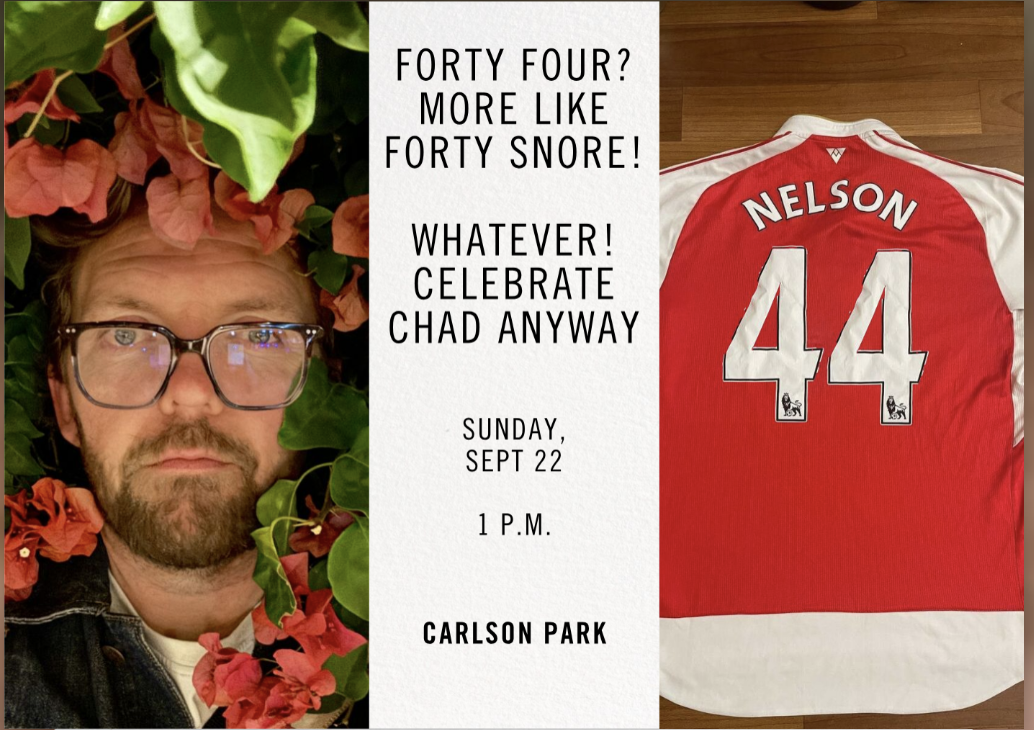 FORTY FOUR?
MORE LIKE
FORTY SNORE!
WHATEVER!
CELEBRATE
CHAD ANYWAY
SUNDAY,
SEPT 22
1 P.M.
CARLSON PARK
NELSON
44